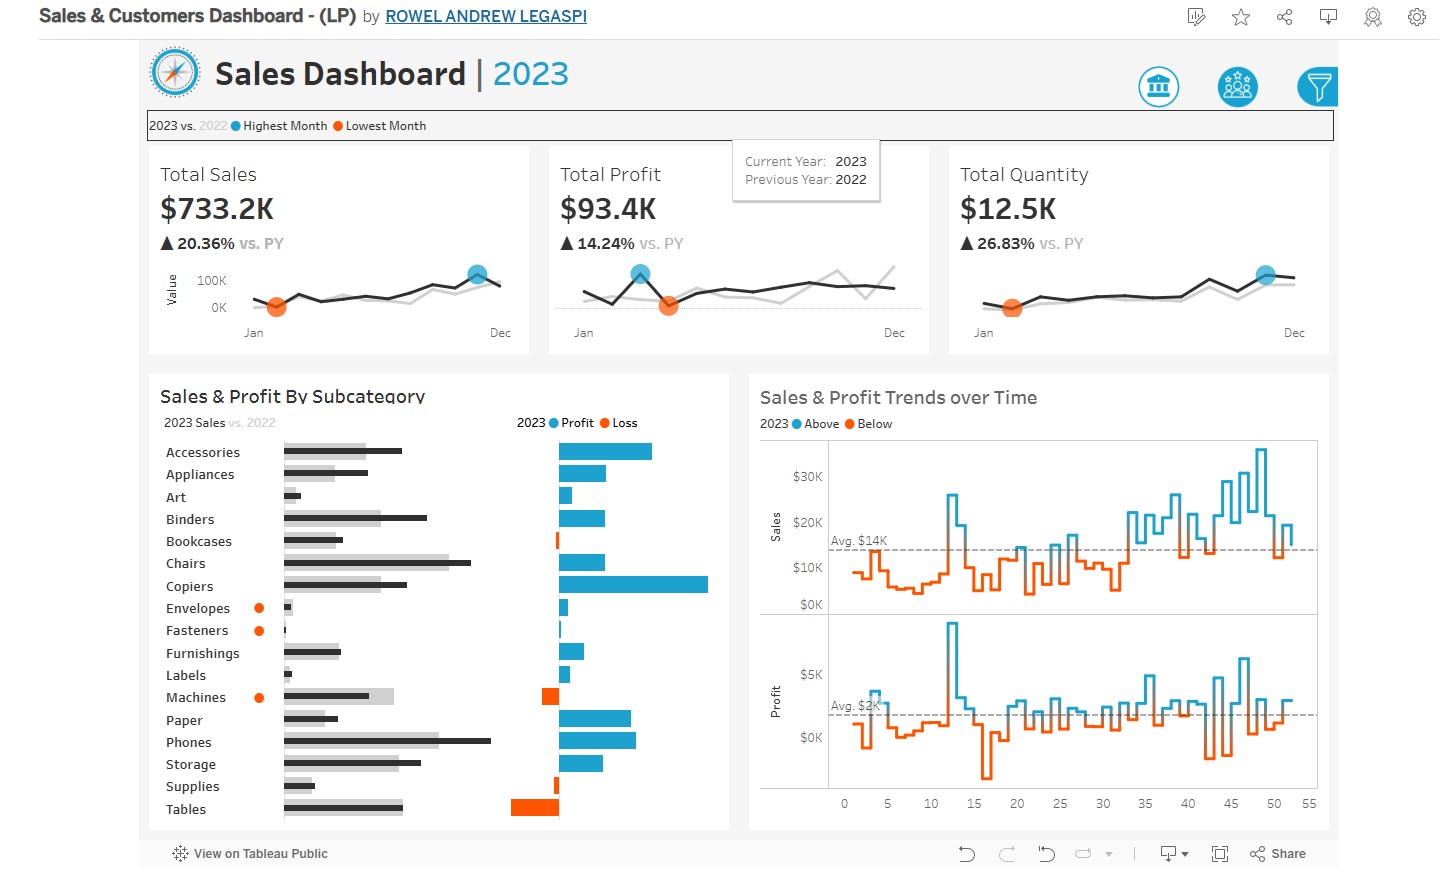 Sales & Customers Dashboard - (LP) by ROWEL ANDREW LEGASPI
Sales Dashboard | 2023
2023 vs. 2022 Highest Month Lowest Month
Current Year: 2023
Previous Year: 2022
Total Sales
$733.2K
▲ 20.36% vs. PY
Value
100K
0K
Jan
Dec
Total Profit
$93.4K
▲ 14.24% vs. PY
Jan
Dec
Total Quantity
$12.5K
▲ 26.83% vs. PY
Jan
Dec
Sales & Profit By Subcategory
2023 Sales vs. 2022
2023 Profit Loss
Accessories
Appliances
Art
Binders
Bookcases
Chairs
Copiers
Envelopes
Fasteners
Furnishings
Labels
Machines
Paper
Phones
Storage
Supplies
Tables
Sales & Profit Trends over Time
2023 Above Below
Sales
$30K
$20K
Avg. $14K
$10K
$0K
Profit
$5K
Avg. $2K
$0K
0 5 10 15 20 25 30 35 40 45 50 55
View on Tableau Public
Share